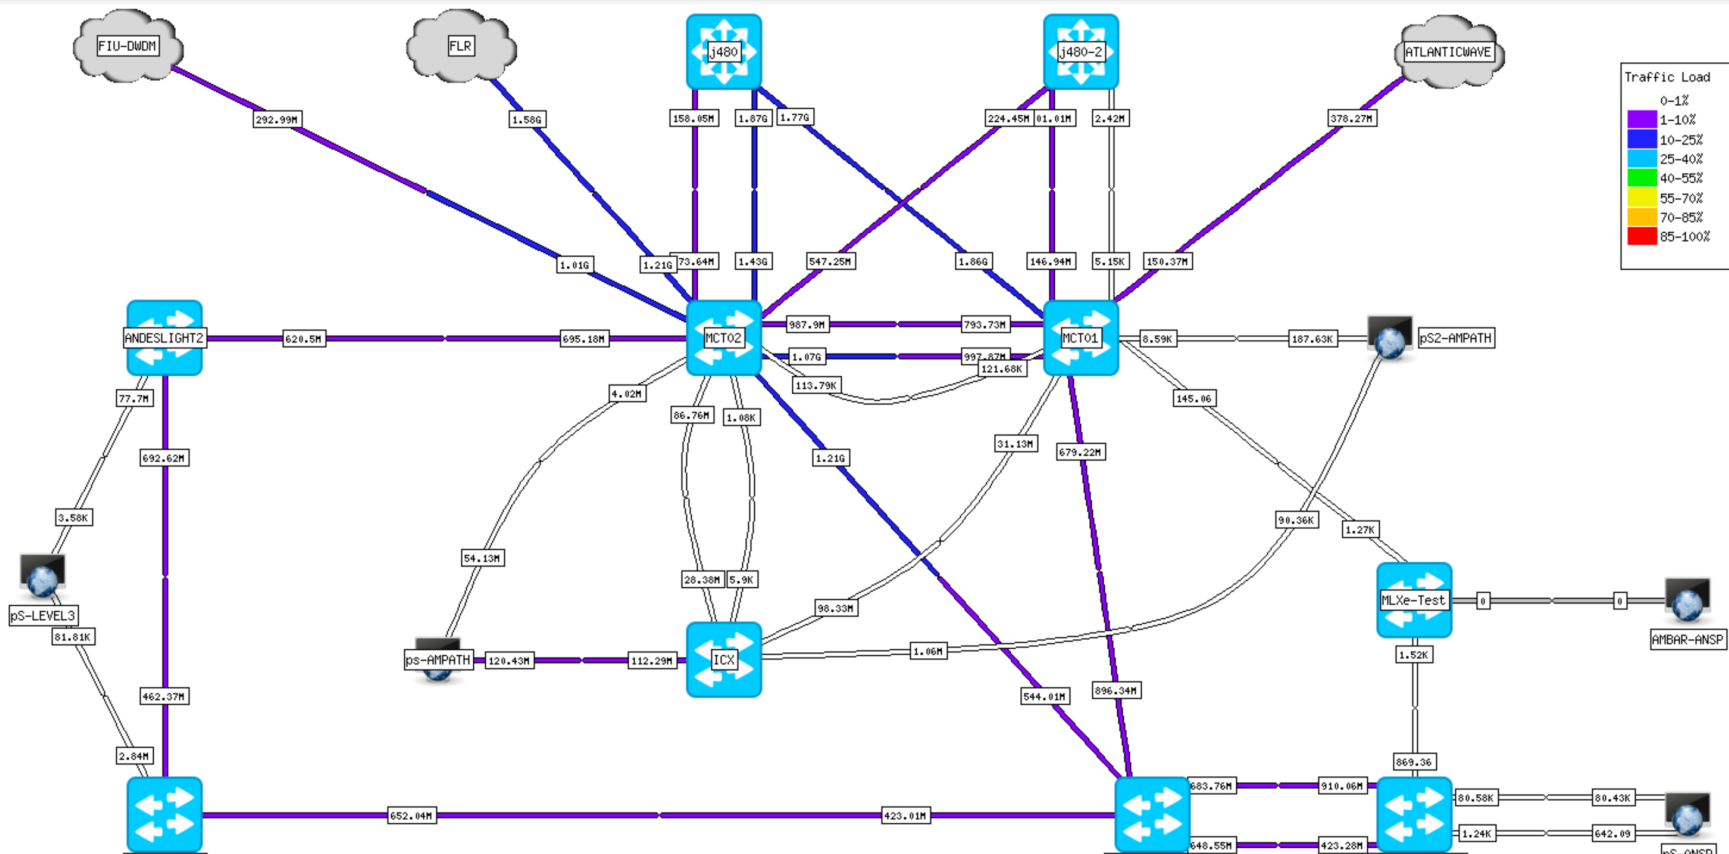 FIU-DWDM
FLR
j480
j480-2
ATLANTICWAVE
Traffic Load
0-1%
1-10%
10-25%
25-40%
40-55%
55-70%
70-85%
85-100%
292.99M
1.58G
158.05M
1.87G
1.77G
224.45M
01.01M
2.42M
378.27M
1.01G
1.21G
73.64M
1.43G
547.25M
1.86G
146.94M
5.15K
150.37M
ANDESLIGHT2
620.5M
695.18M
MCT02
987.9M
793.73M
MCT01
8.59K
187.63K
pS2-AMPATH
1.07G
997.87M
121.68K
113.79K
77.7M
4.02M
86.76M
1.08K
145.06
692.62M
1.21G
31.13M
679.22M
3.58K
54.13M
90.36K
1.27K
28.38M
5.9K
98.33M
MLXe-Test
0
0
pS-LEVEL3
81.81K
AMBAR-ANSP
ps-AMPATH
120.43M
112.29M
ICX
1.06M
1.52K
462.37M
544.01M
896.34M
2.84M
869.36
683.76M
910.06M
80.58K
80.43K
652.04M
423.01M
1.24K
642.09
648.55M
423.28M
pS-ANSP